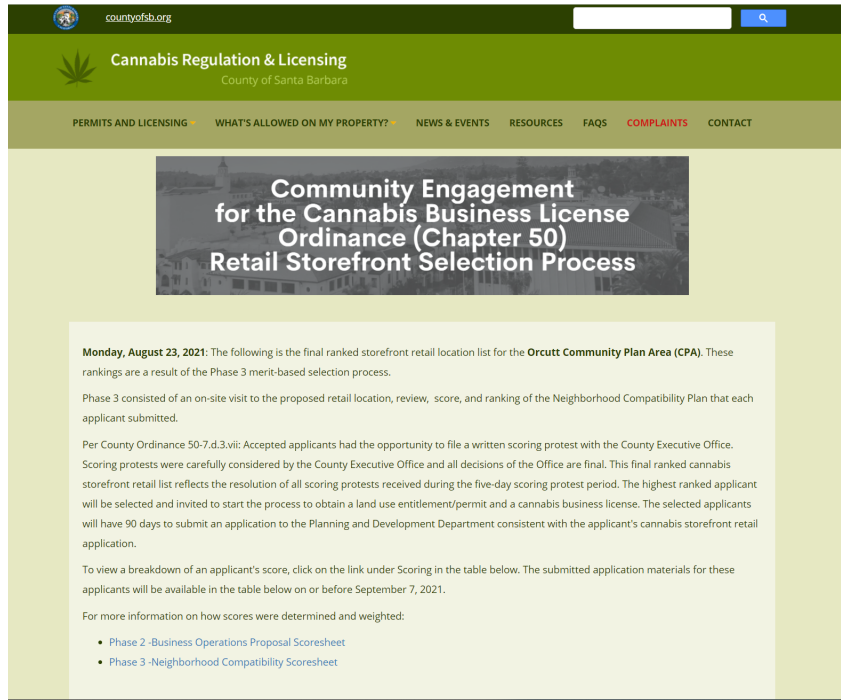 countyofsb.org
Cannabis Regulation & Licensing
County of Santa Barbara
PERMITS AND LICENSING WHAT'S ALLOWED ON MY PROPERTY? NEWS & EVENTS RESOURCES FAQS COMPLAINTS CONTACT
Community Engagement
for the Cannabis Business License
Ordinance (Chapter 50)
Retail Storefront Selection Process
Monday, August 23, 2021: The following is the final ranked storefront retail location list for the Orcutt Community Plan Area (CPA). These
rankings are a result of the Phase 3 merit-based selection process.
Phase 3 consisted of an on-site visit to the proposed retail location, review, score, and ranking of the Neighborhood Compatibility Plan that each
applicant submitted.
Per County Ordinance 50-7.d.3.vii: Accepted applicants had the opportunity to file a written scoring protest with the County Executive Office.
Scoring protests were carefully considered by the County Executive Office and all decisions of the Office are final. This final ranked cannabis
storefront retail list reflects the resolution of all scoring protests received during the five-day scoring protest period. The highest ranked applicant
will be selected and invited to start the process to obtain a land use entitlement/permit and a cannabis business license. The selected applicants
will have 90 days to submit an application to the Planning and Development Department consistent with the applicant's cannabis storefront retail
application.
To view a breakdown of an applicant's score, click on the link under Scoring in the table below. The submitted application materials for these
applicants will be available in the table below on or before September 7, 2021.
For more information on how scores were determined and weighted:
• Phase 2 -Business Operations Proposal Scoresheet
• Phase 3 -Neighborhood Compatibility Scoresheet